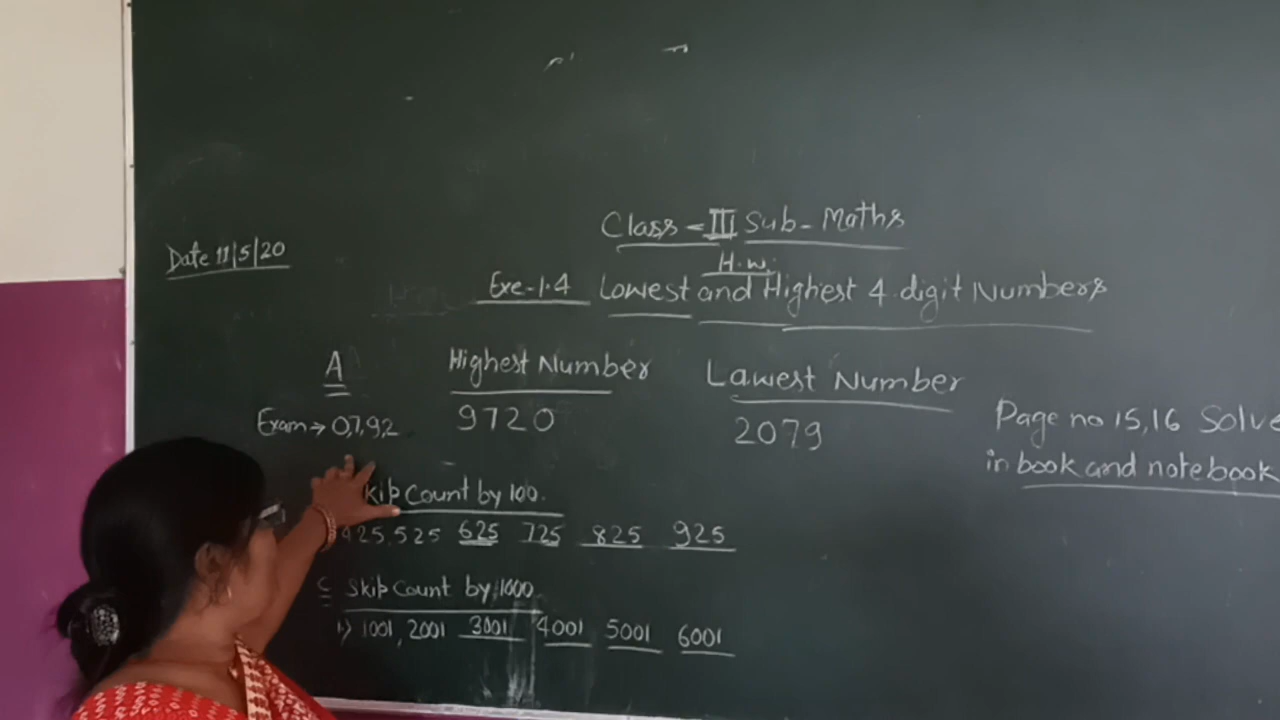 Class - III Sub - Maths
Date 11/5/20
H.W.
Exe-1.4 Lowest and Highest 4 digit Numbers
A Highest Number Lawest Number
Exam → 0,7,9,2 9720 2079
Page no 15,16 Solve
in book and notebook
Skip Count by 100.
425, 525 625 725 825 925
C Skip Count by 1000
1) 1001, 2001 3001 4001 5001 6001